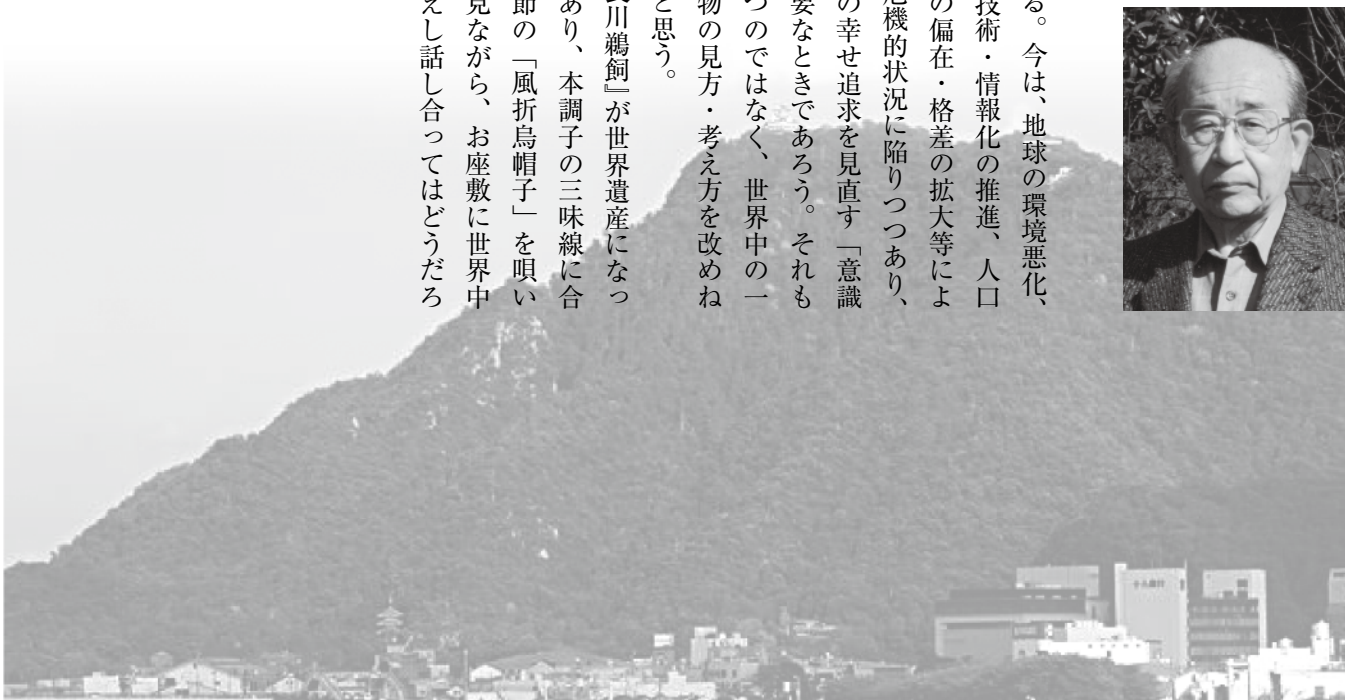 る。今は、地球の環境悪化、
技術・情報化の推進、人口
の偏在・格差の拡大等によ
危機的状況に陥りつつあり、
の幸せ追求を見直す「意識
要なときであろう。それも
つのではなく、世界中の一
物の見方・考え方を改めね
と思う。
良川鵜飼』が世界遺産になっ
あり、本調子の三味線に合
節の「風折烏帽子」を唄い
見ながら、お座敷に世界中
えし話し合ってはどうだろ